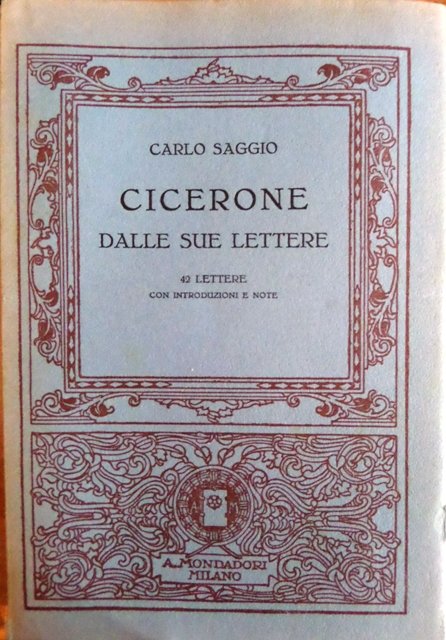 CARLO SAGGIO
CICERONE
DALLE SUE LETTERE
42 LETTERE
CON INTRODUZIONI E NOTE
A. MONDADORI
MILANO